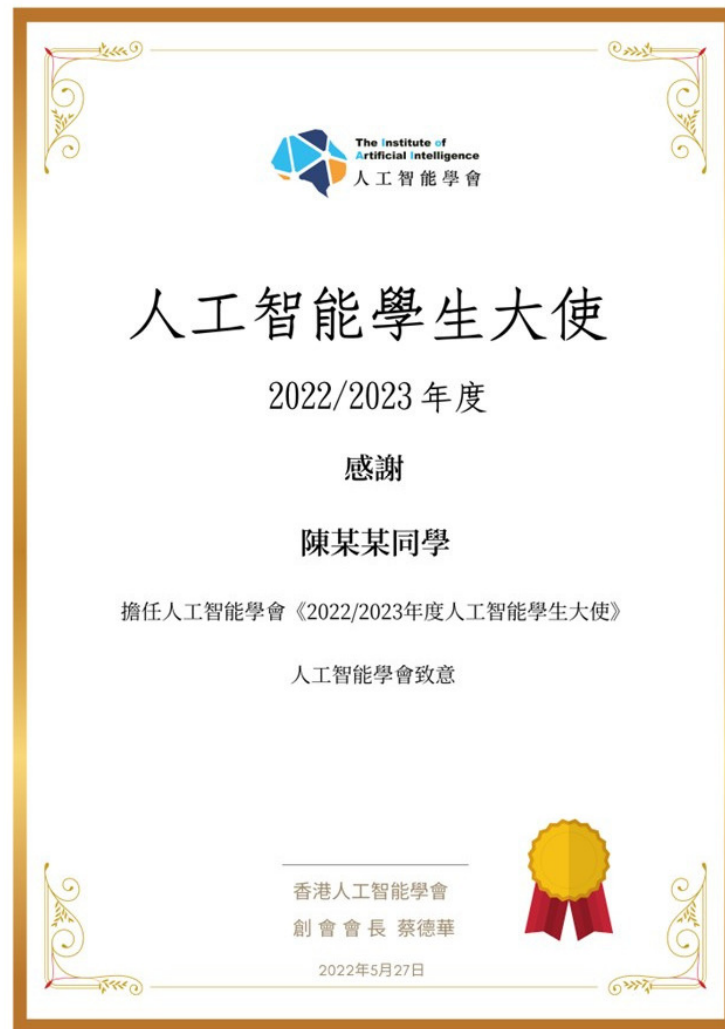 The Institute of
Artificial Intelligence
人工智能學會
人工智能學生大使
2022/2023 年度
感謝
陳某某同學
擔任人工智能學會《2022/2023年度人工智能學生大使》
人工智能學會致意
香港人工智能學會
創會會長 蔡德華
2022年5月27日